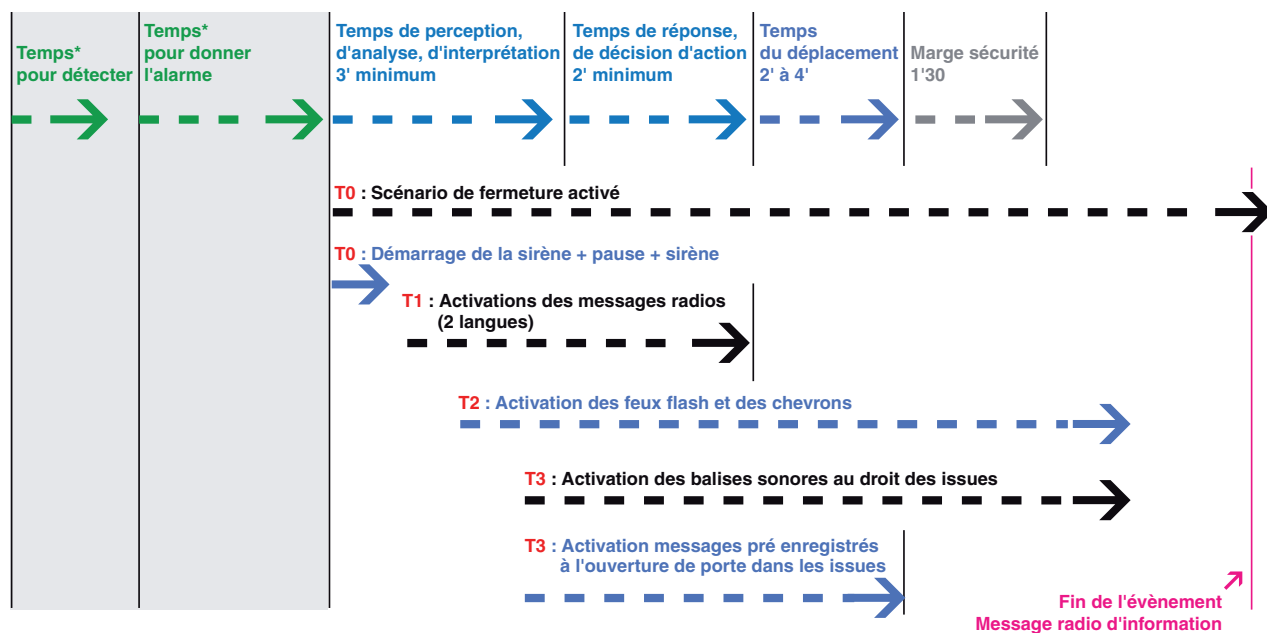 Temps*
pour détecter
Temps*
pour donner
l'alarme
Temps de perception,
d'analyse, d'interprétation
3' minimum
Temps de réponse,
de décision d'action
2' minimum
Temps
du déplacement
2' à 4'
Marge sécurité
1'30
T0 : Scénario de fermeture activé
T0 : Démarrage de la sirène + pause + sirène
T1 : Activations des messages radios
(2 langues)
T2 : Activation des feux flash et des chevrons
T3 : Activation des balises sonores au droit des issues
T3 : Activation messages pré enregistrés
à l'ouverture de porte dans les issues
Fin de l'évènement
Message radio d'information